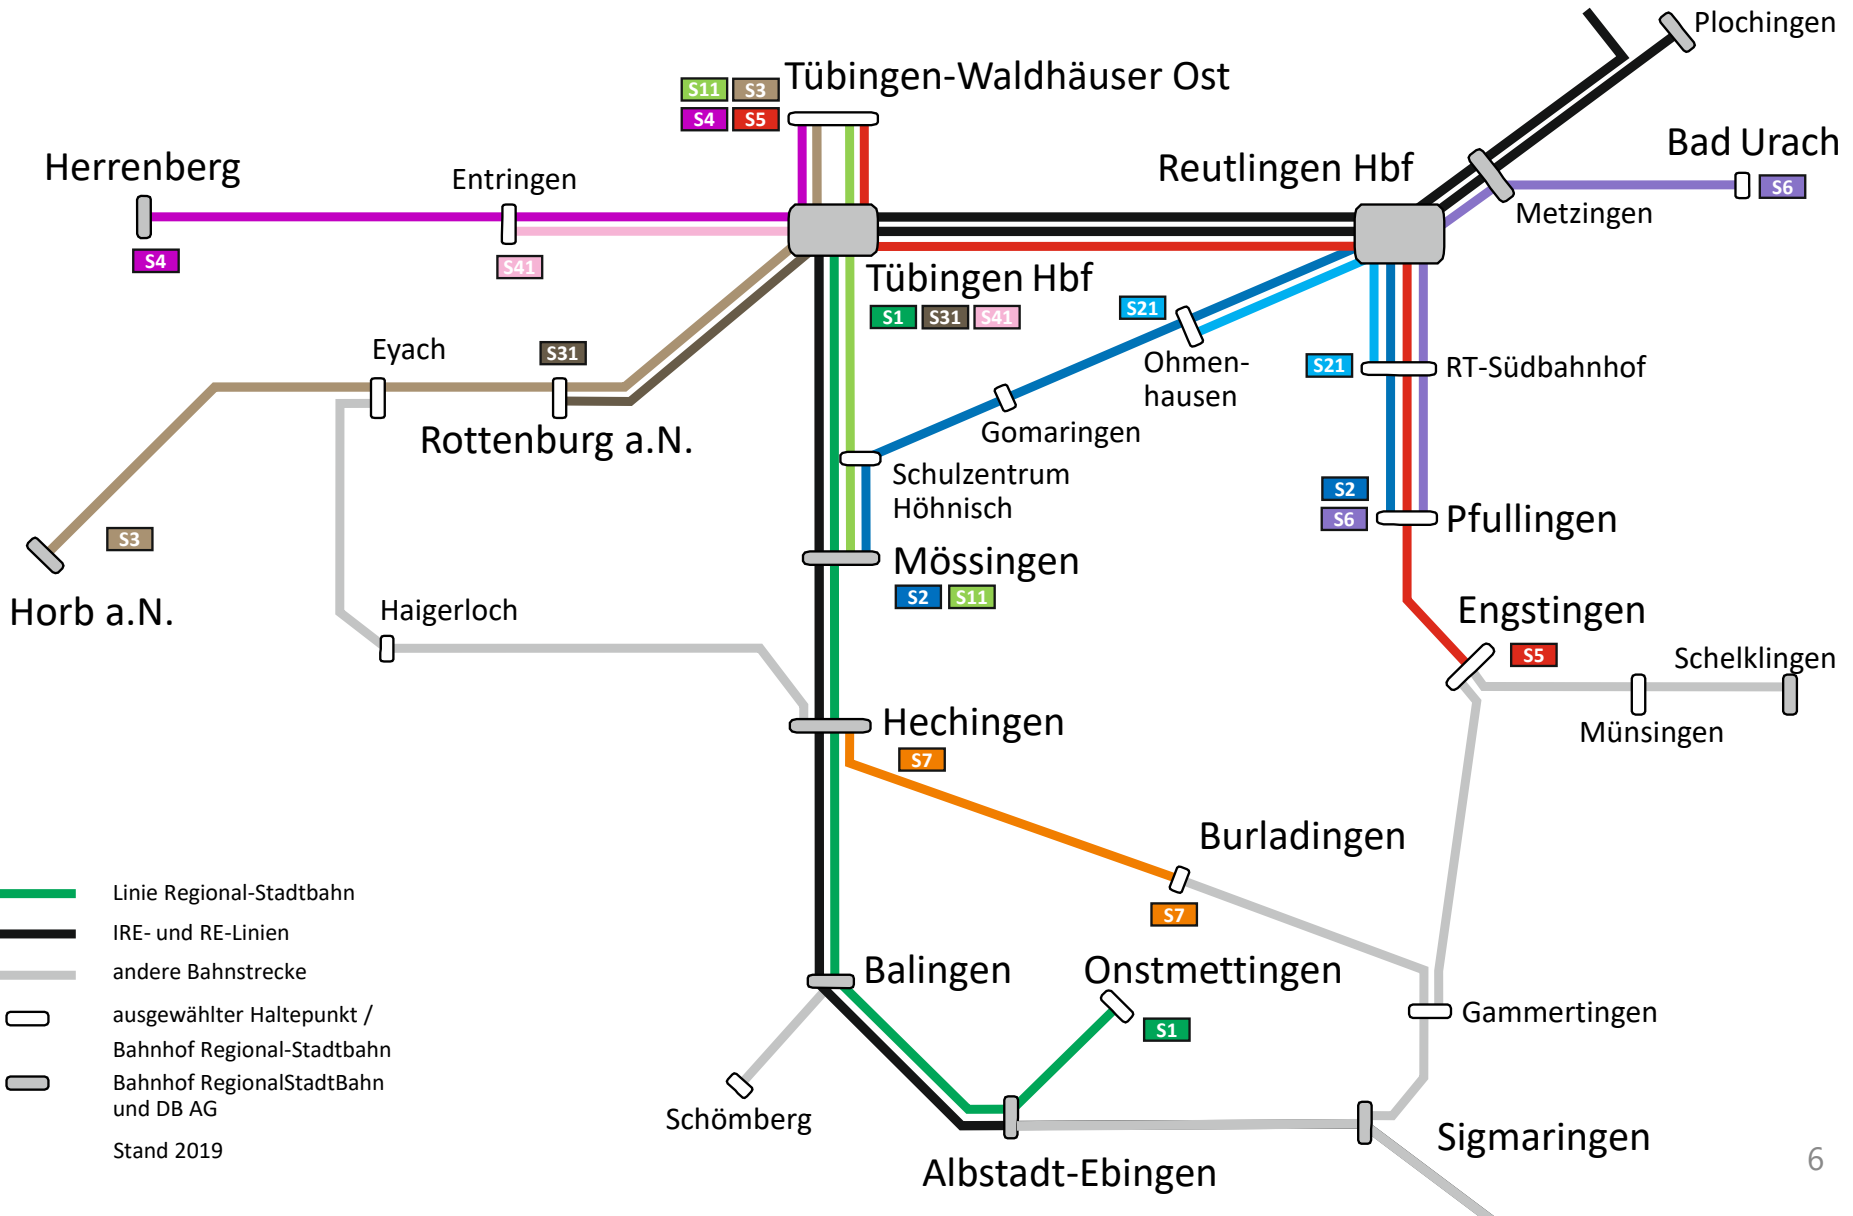 Plochingen
S11 S3 Tübingen-Waldhäuser Ost
S4 S5
Herrenberg
Entringen
Reutlingen Hbf
Bad Urach
S6
Metzingen
S4
S41
Tübingen Hbf
S1 S31 S41
S21
Eyach
S31
Ohmen-
hausen
S21
RT-Südbahnhof
Rottenburg a.N.
Gomaringen
Schulzentrum
Höhnisch
S2
S6
Pfullingen
S3
Horb a.N.
Mössingen
S2 S11
Haigerloch
Engstingen
S5
Schelklingen
Münsingen
Hechingen
S7
Burladingen
S7
Linie Regional-Stadtbahn
IRE- und RE-Linien
andere Bahnstrecke
ausgewählter Haltepunkt /
Bahnhof Regional-Stadtbahn
Bahnhof RegionalStadtBahn
und DB AG
Stand 2019
Balingen
Onstmettingen
S1
Gammertingen
Schömberg
Albstadt-Ebingen
Sigmaringen
6